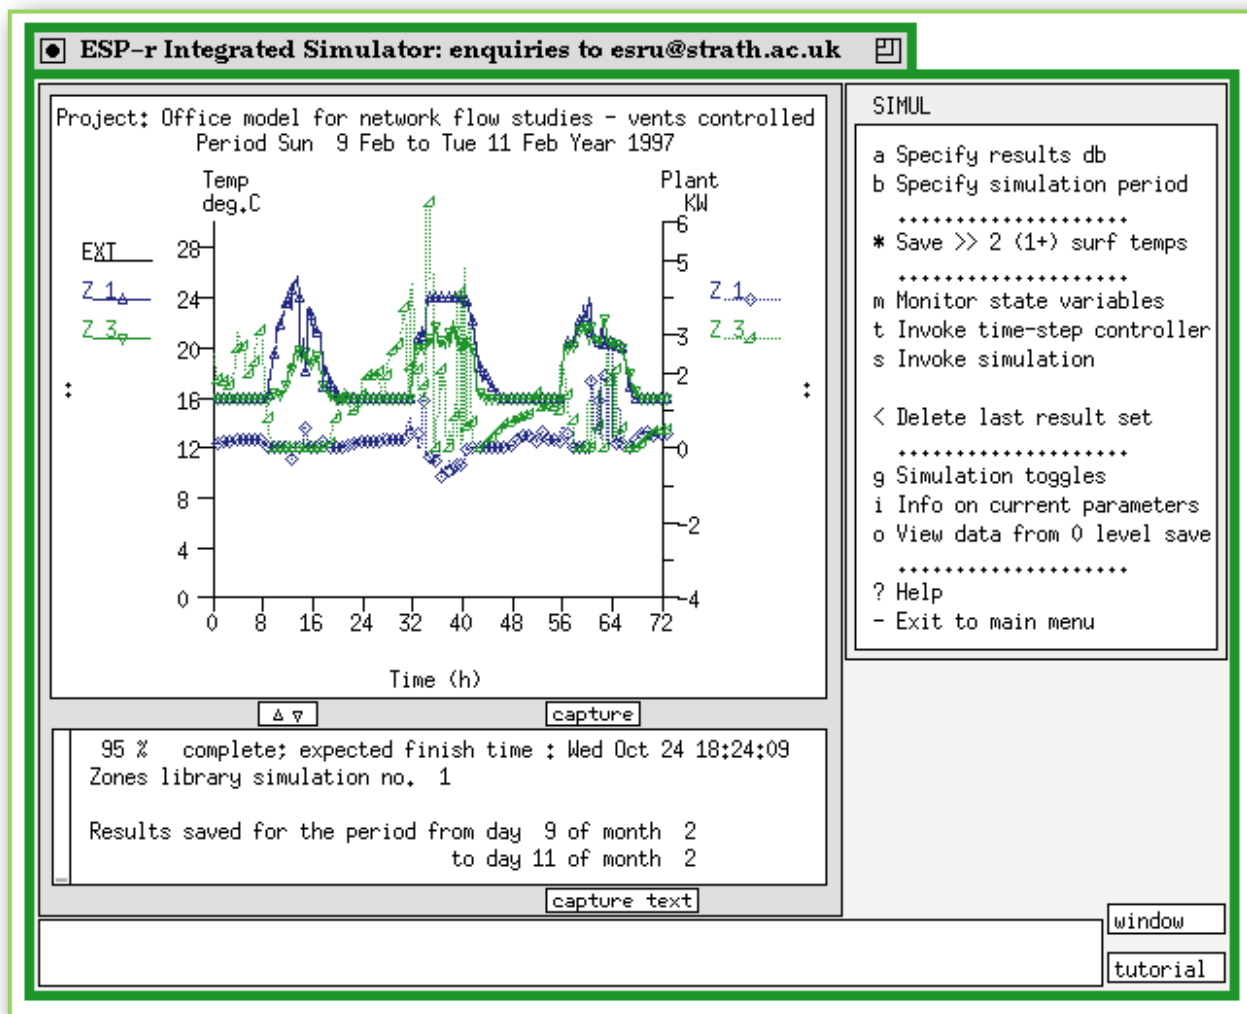 ESP-r Integrated Simulator: enquiries to esru@strath.ac.uk
Project: Office model for network flow studies - vents controlled
Period Sun 9 Feb to Tue 11 Feb Year 1997
Temp
deg.C
Plant
KW
EXT
Z 1
Z 3
28
24
20
16
12
8
4
0
6
5
3
2
0
-2
-4
Z 1
Z 3
:
:
0 8 16 24 32 40 48 56 64 72
Time (h)
capture
95 % complete; expected finish time : Wed Oct 24 18:24:09
Zones library simulation no. 1
Results saved for the period from day 9 of month 2
to day 11 of month 2
capture text
SIMUL
a Specify results db
b Specify simulation period
....................
* Save >> 2 (1+) surf temps
....................
m Monitor state variables
t Invoke time-step controller
s Invoke simulation
< Delete last result set
....................
g Simulation toggles
i Info on current parameters
o View data from 0 level save
....................
? Help
- Exit to main menu
window
tutorial